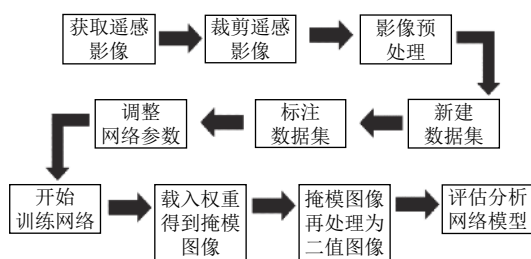 获取遥感
影像
裁剪遥感
影像
影像预
处理
新建
数据集
标注
数据集
调整
网络参数
开始
训练网络
载入权重
得到掩模
图像
掩模图像
再处理为
二值图像
评估分析
网络模型